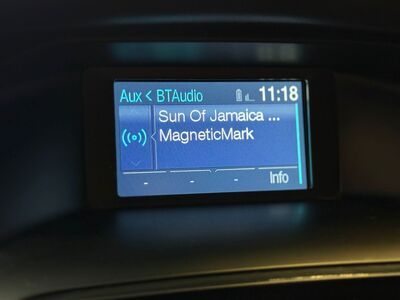 Aux < BTAudio 11:18
Sun Of Jamaica ...
MagneticMark
- - - Info